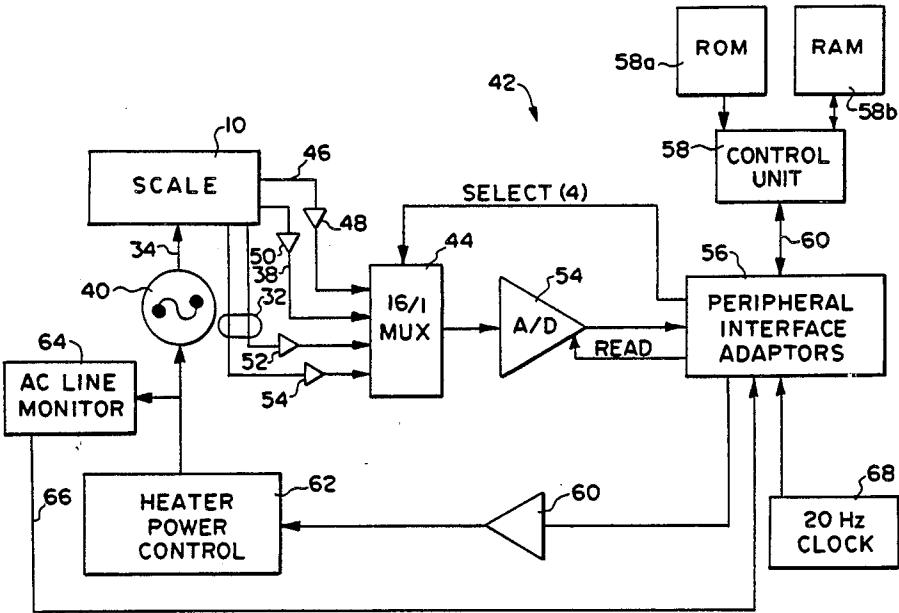 ROM
RAM
58a
58b
42
10
46
58
CONTROL
UNIT
SCALE
SELECT (4)
48
50
44
60
34
38
56
54
40
32
16/1
MUX
A/D
PERIPHERAL
INTERFACE
ADAPTORS
64
52
READ
AC LINE
MONITOR
54
66
62
60
68
HEATER
POWER
CONTROL
20 Hz
CLOCK